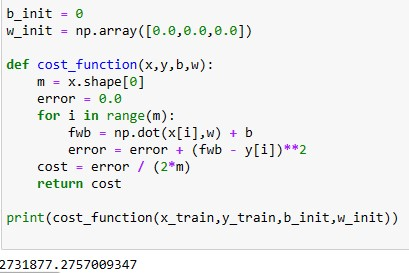 b_init = 0
w_init = np.array([0.0,0.0,0.0])
def cost_function(x,y,b,w):
    m = x.shape[0]
    error = 0.0
    for i in range(m):
        fwb = np.dot(x[i],w) + b
        error = error + (fwb - y[i])**2
    cost = error / (2*m)
    return cost
print(cost_function(x_train,y_train,b_init,w_init))
2731877.2757009347